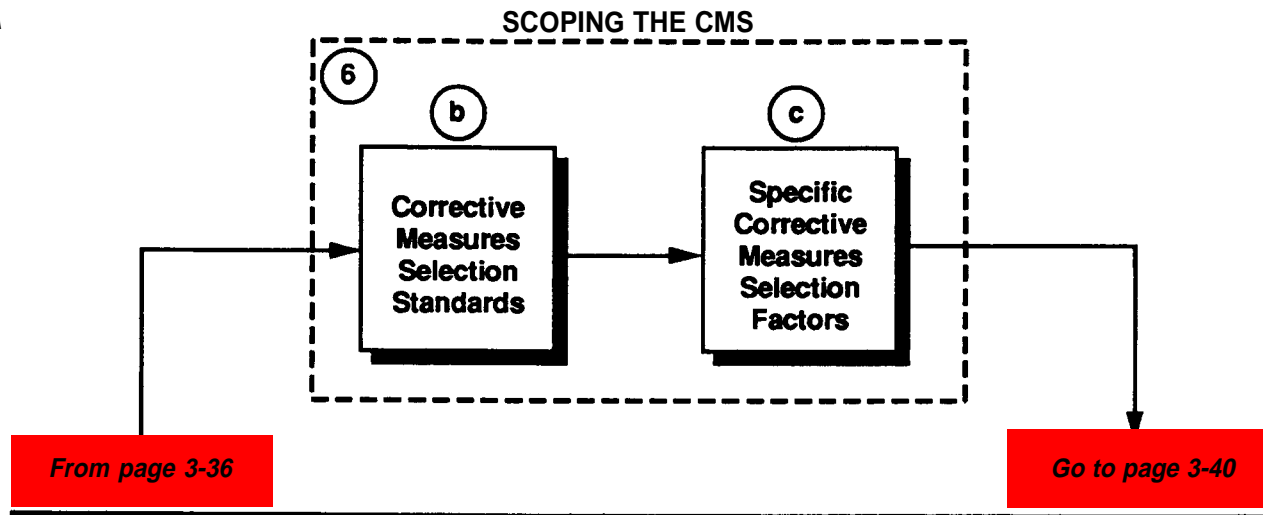 SCOPING THE CMS
6
b
c
Corrective
Measures
Selection
Standards
Specific
Corrective
Measures
Selection
Factors
From page 3-36
Go to page 3-40